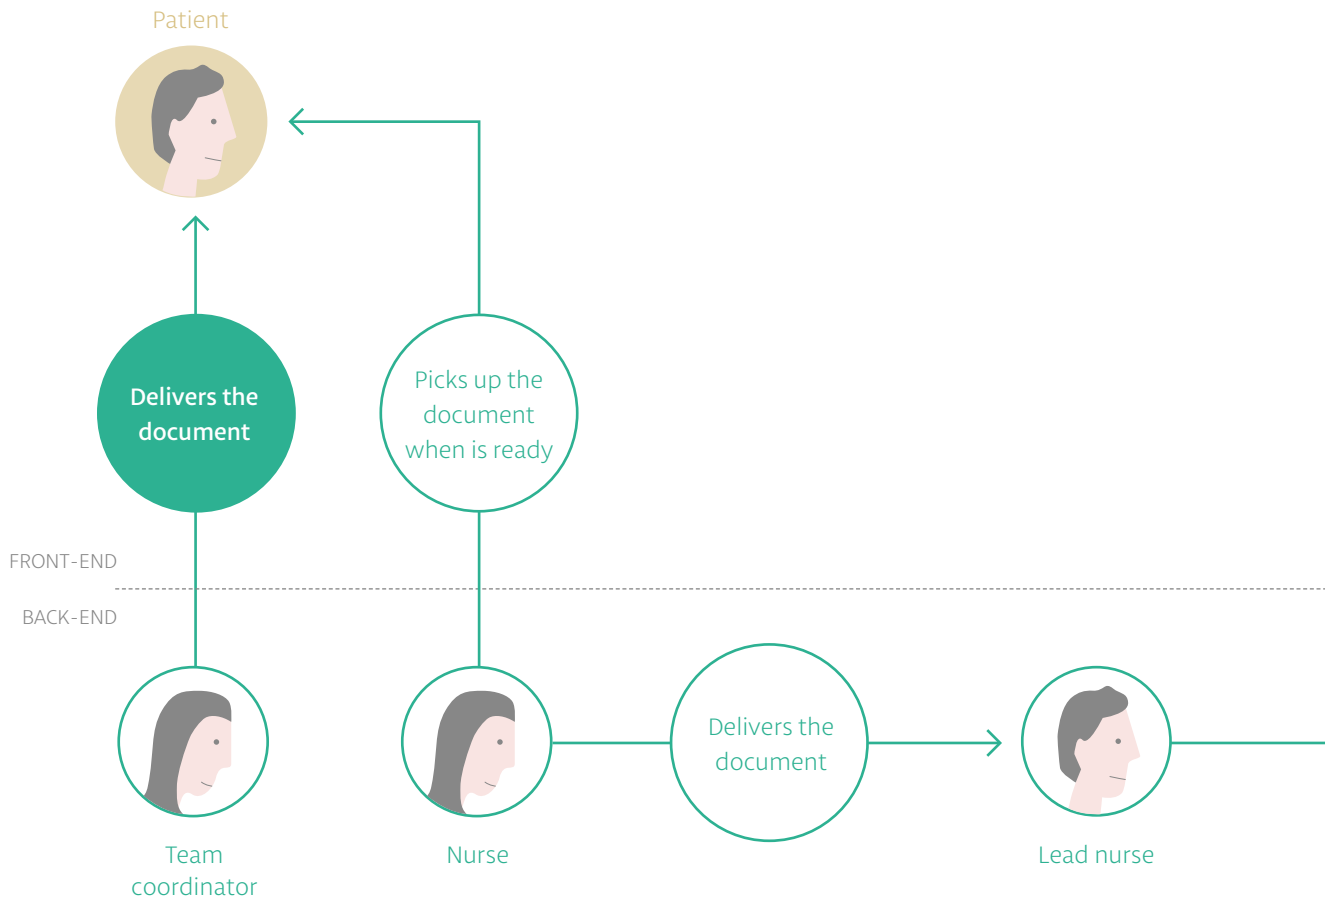 Patient
Delivers the
document
Picks up the
document
when is ready
FRONT-END
BACK-END
Delivers the
document
Team
coordinator
Nurse
Lead nurse